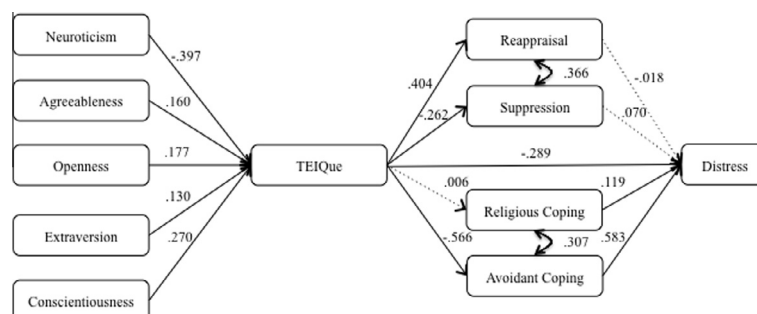 Neuroticism
Agreeableness
Openness
Extraversion
Conscientiousness
-.397
.160
.177
.130
.270
TEIQue
.404
-.262
-.289
.006
-.566
Reappraisal
.366
Suppression
Religious Coping
.307
Avoidant Coping
-.018
.070
.119
.583
Distress